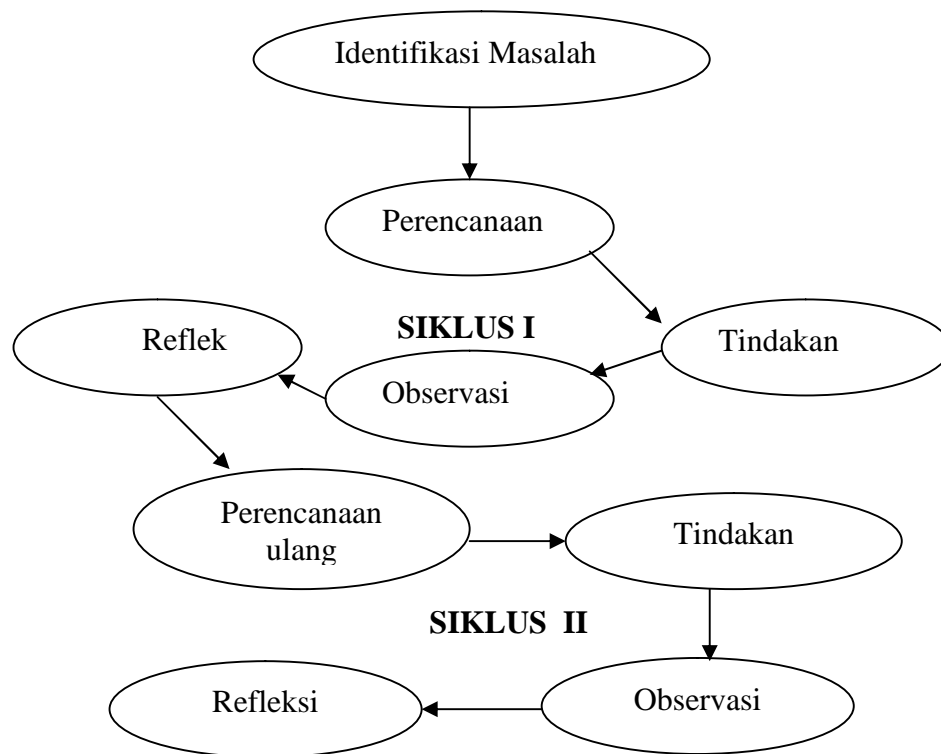 Identifikasi Masalah
Perencanaan
SIKLUS I
Tindakan
Observasi
Reflek
Perencanaan
ulang
Tindakan
SIKLUS II
Observasi
Refleksi